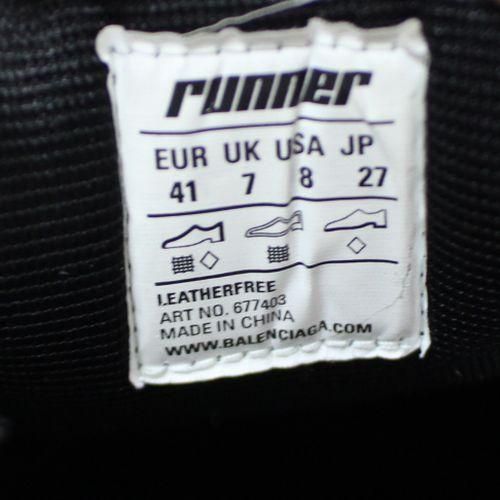 runner
EUR UK USA JP
41 7 8 27
LEATHERFREE
ART NO. 677403
MADE IN CHINA
WWW.BALENCIAGA.COM